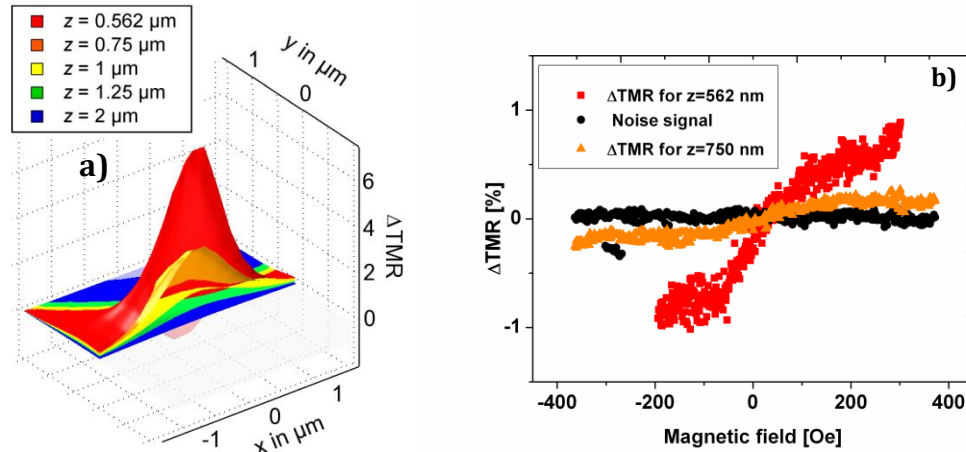 z = 0.562 µm
z = 0.75 µm
z = 1 µm
z = 1.25 µm
z = 2 µm
a)
y in µm
1
0
6
4
2
0
Δ TMR
-1
0
1
x in µm
b)
ΔTMR for z=562 nm
Noise signal
ΔTMR for z=750 nm
1
0
-1
ΔTMR [%]
-400
-200
0
200
400
Magnetic field [Oe]